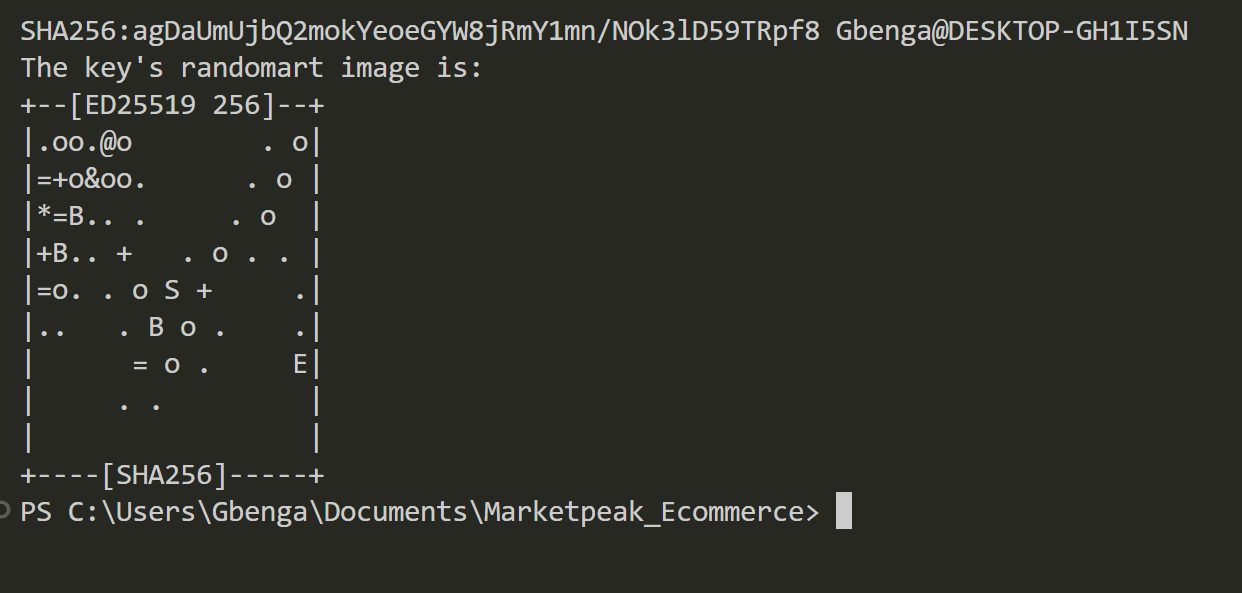 SHA256:agDaUmUjbQ2mokYeoeGYW8jRmY1mn/NOk3lD59TRpf8 Gbenga@DESKTOP-GH1I5SN
The key's randomart image is:
+--[ED25519 256]--+
|.oo.@o        . o|
|=+o&oo.      . o |
|*=B.. .     . o  |
|+B.. +   . o . . |
|=o. . o S +     .|
|..   . B o .    .|
|      = o .     E|
|     . .         |
|                 |
+----[SHA256]-----+
PS C:\Users\Gbenga\Documents\Marketpeak_Ecommerce>